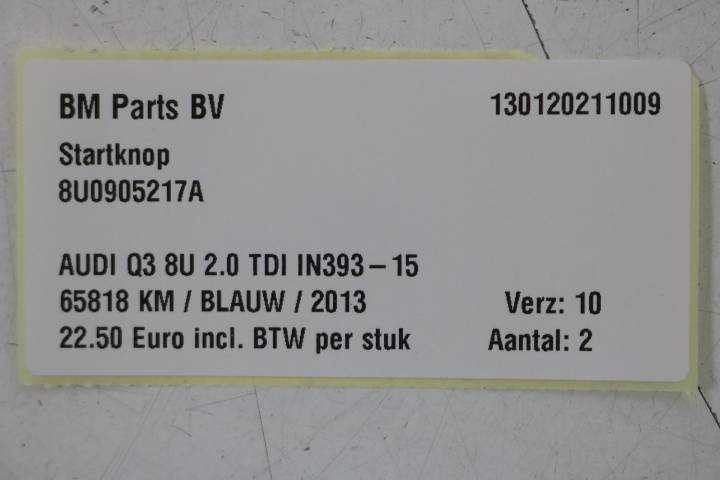 BM Parts BV 130120211009
Startknop
8U0905217A
AUDI Q3 8U 2.0 TDI IN393-15
65818 KM / BLAUW / 2013 Verz: 10
22.50 Euro incl. BTW per stuk Aantal: 2